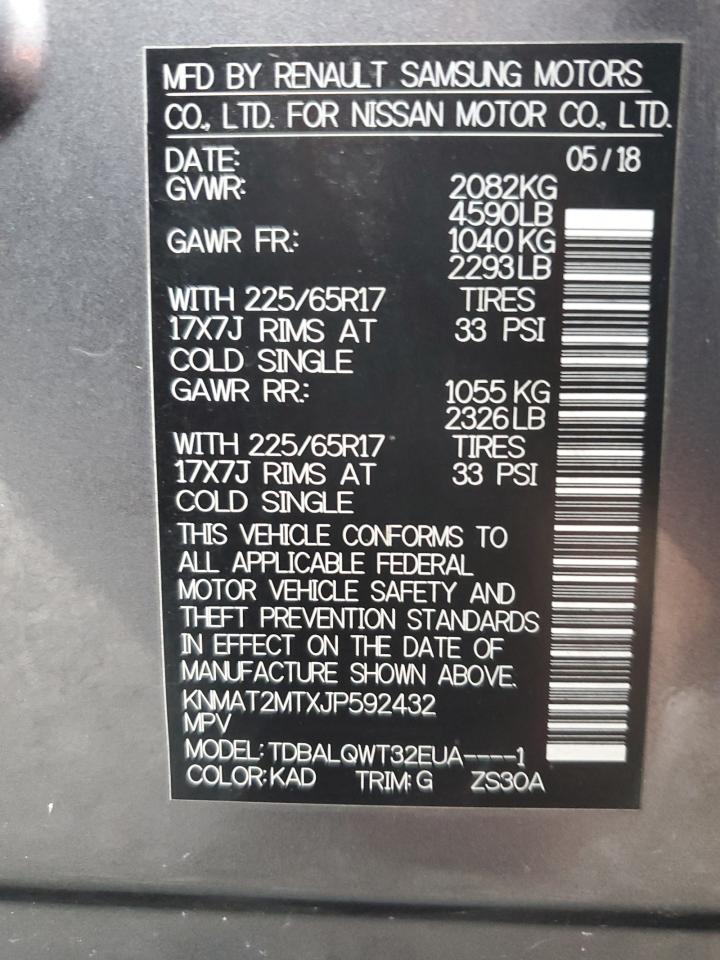 MFD BY RENAULT SAMSUNG MOTORS
CO., LTD. FOR NISSAN MOTOR CO., LTD.
DATE: 05/18
GVWR: 2082KG
4590LB
GAWR FR.: 1040KG
2293LB
WITH 225/65R17 TIRES
17X7J RIMS AT 33 PSI
COLD SINGLE
GAWR RR.: 1055KG
2326LB
WITH 225/65R17 TIRES
17X7J RIMS AT 33 PSI
COLD SINGLE
THIS VEHICLE CONFORMS TO
ALL APPLICABLE FEDERAL
MOTOR VEHICLE SAFETY AND
THEFT PREVENTION STANDARDS
IN EFFECT ON THE DATE OF
MANUFACTURE SHOWN ABOVE.
KNMAT2MTXJP592432
MPV
MODEL:TDBALQWT32EUA----1
COLOR:KAD TRIM:G ZS30A